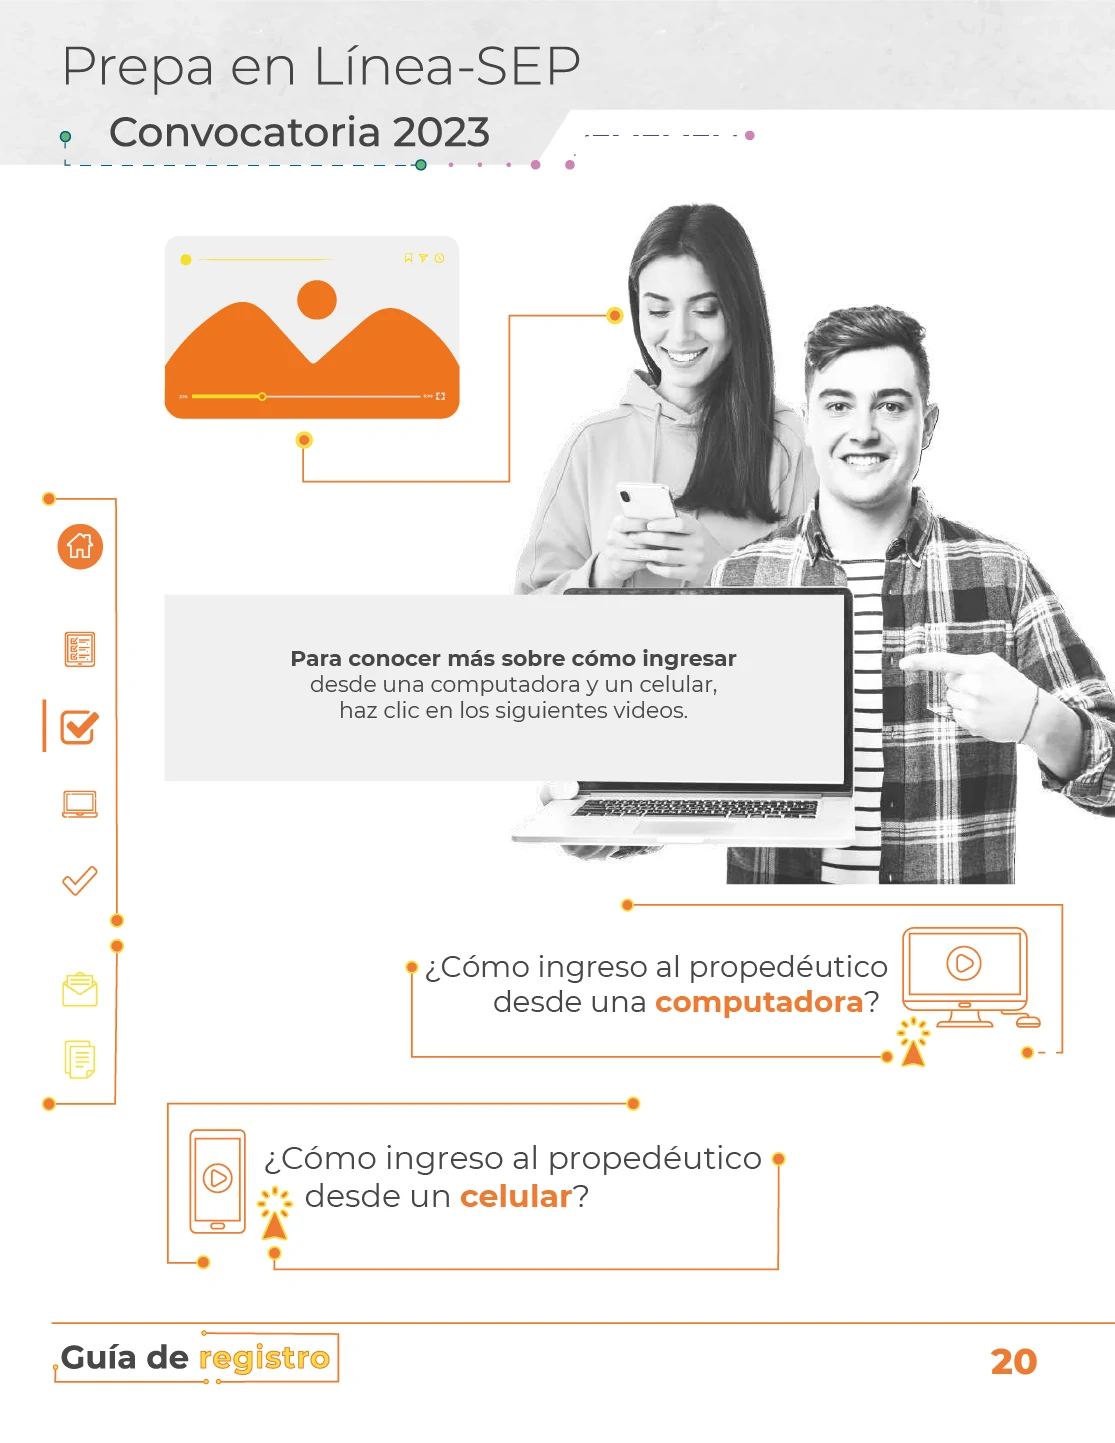 Prepa en Línea-SEP
Convocatoria 2023
Para conocer más sobre cómo ingresar
desde una computadora y un celular,
haz clic en los siguientes videos.
¿Cómo ingreso al propedéutico
desde una computadora?
¿Cómo ingreso al propedéutico
desde un celular?
Guía de registro
20